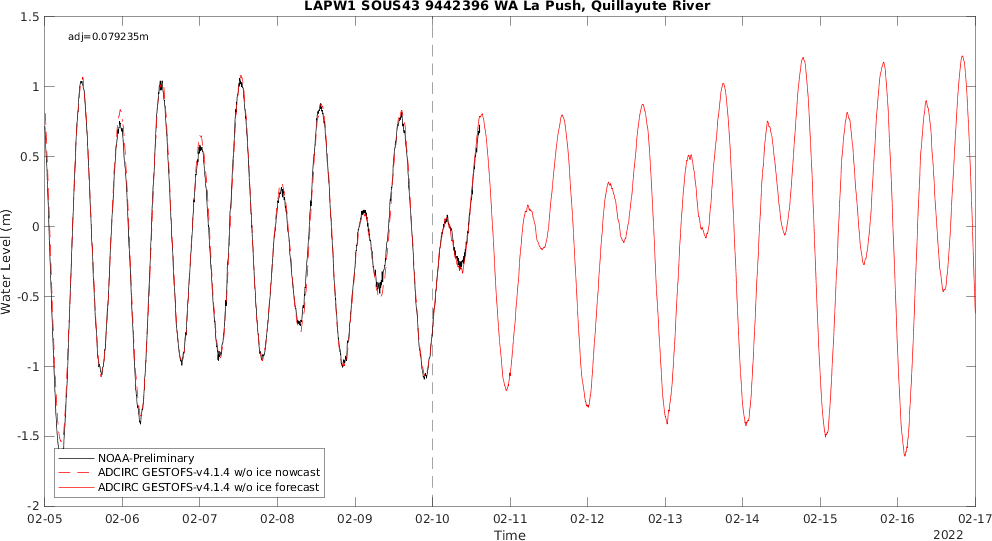 LAPW1 SOUS43 9442396 WA La Push, Quillayute River
adj=0.079235m
Water Level (m)
1.5
1
0.5
0
-0.5
-1
-1.5
-2
NOAA-Preliminary
ADCIRC GESTOFS-v4.1.4 w/o ice nowcast
ADCIRC GESTOFS-v4.1.4 w/o ice forecast
02-05 02-06 02-07 02-08 02-09 02-10 02-11 02-12 02-13 02-14 02-15 02-16 02-17
Time
2022